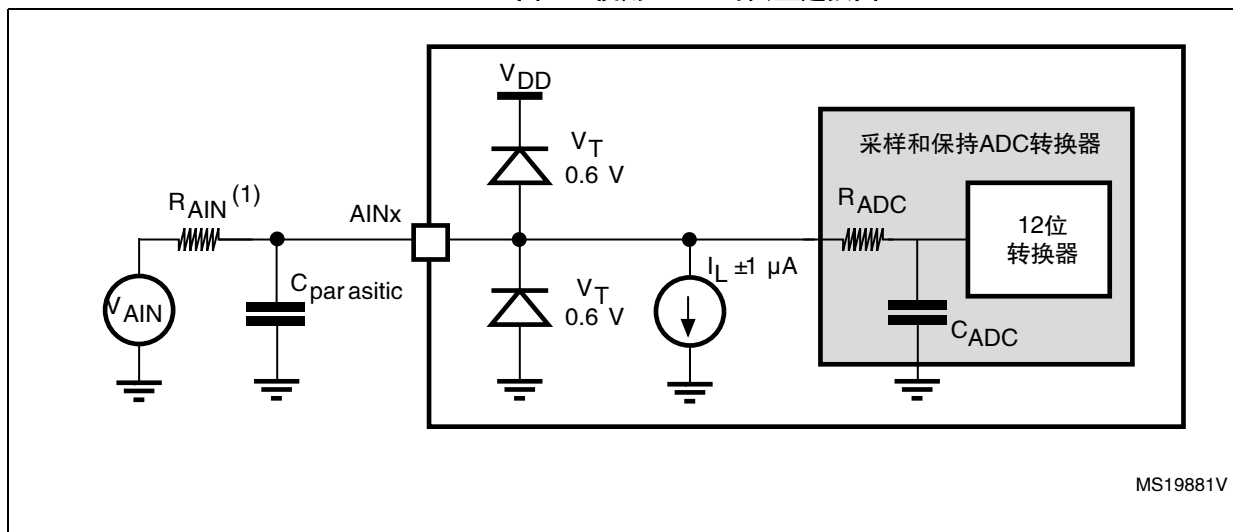 VDD
VT
0.6 V
采样和保持ADC转换器
RAIN(1)
AINx
RADC
12位
转换器
IL ±1 µA
VAIN
Cparasitic
VT
0.6 V
CADC
MS19881V